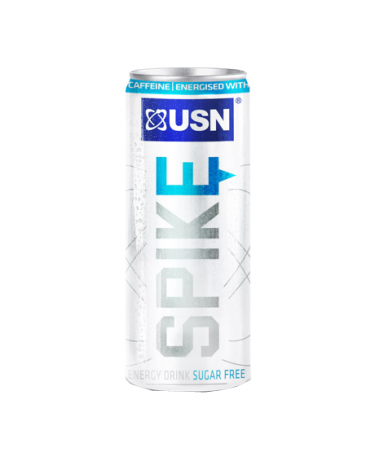 CAFFEINE | ENERGISED WITH
USN®
SPIKE
ENERGY DRINK SUGAR FREE